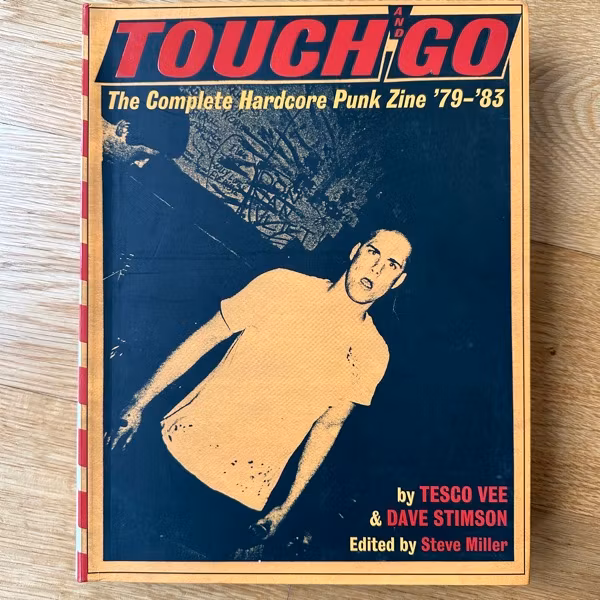 TOUCH AND GO
The Complete Hardcore Punk Zine '79–'83
by TESCO VEE
& DAVE STIMSON
Edited by Steve Miller